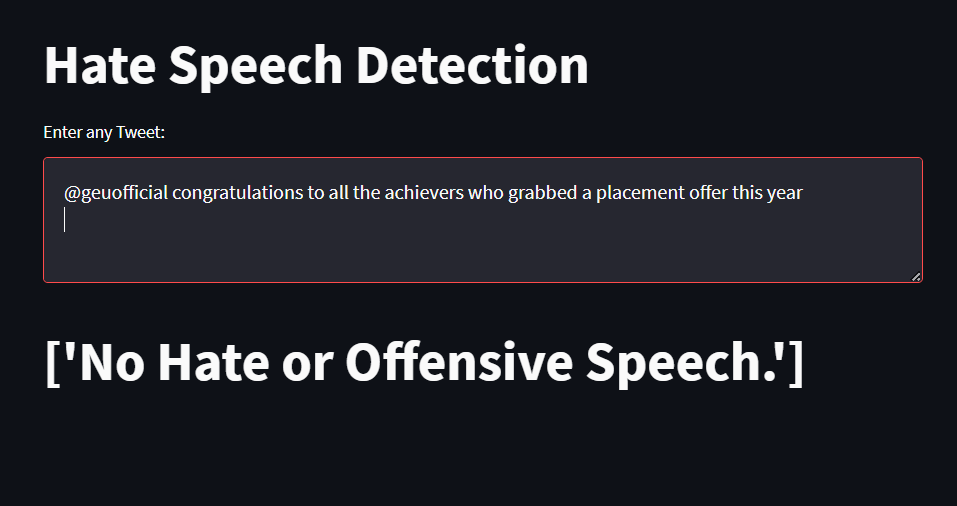 Hate Speech Detection
Enter any Tweet:
@geuofficial congratulations to all the achievers who grabbed a placement offer this year
['No Hate or Offensive Speech.']